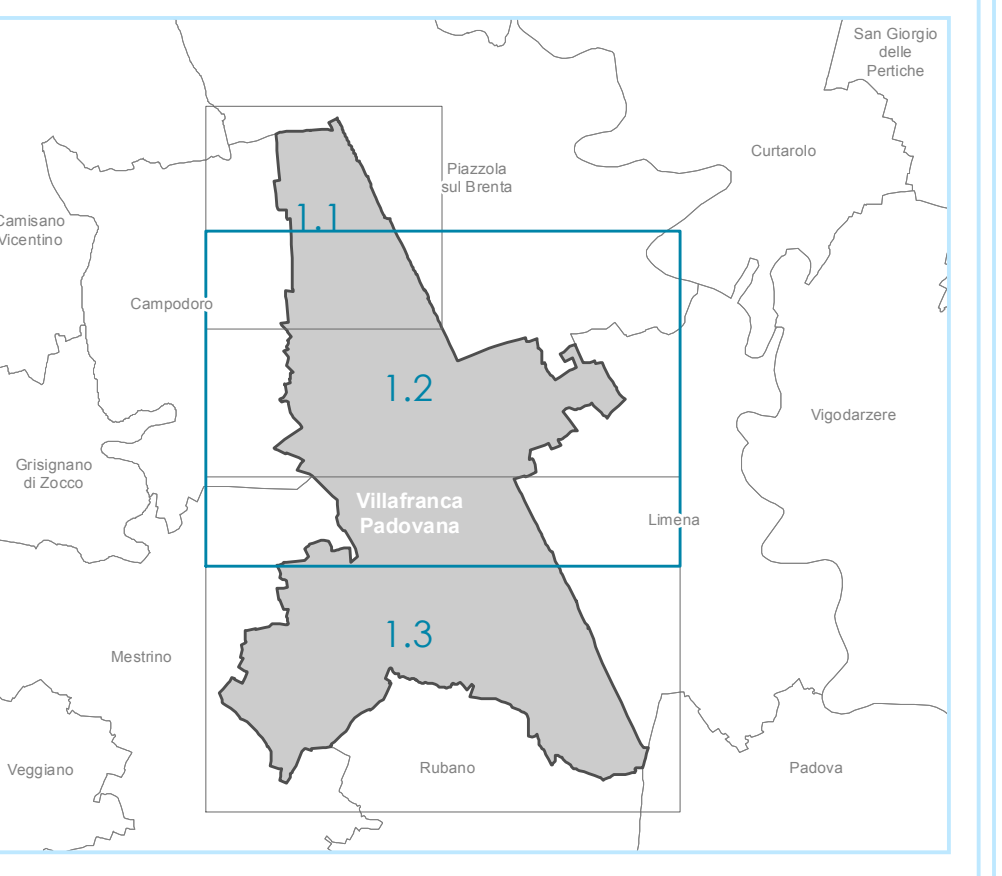 San Giorgio
delle
Pertiche
Curtarolo
Piazzola
sul Brenta
1.1
Camisano
Vicentino
Campodoro
1.2
Vigodarzere
Grisignano
di Zocco
Villafranca
Padovana
Limena
1.3
Mestrino
Veggiano
Rubano
Padova